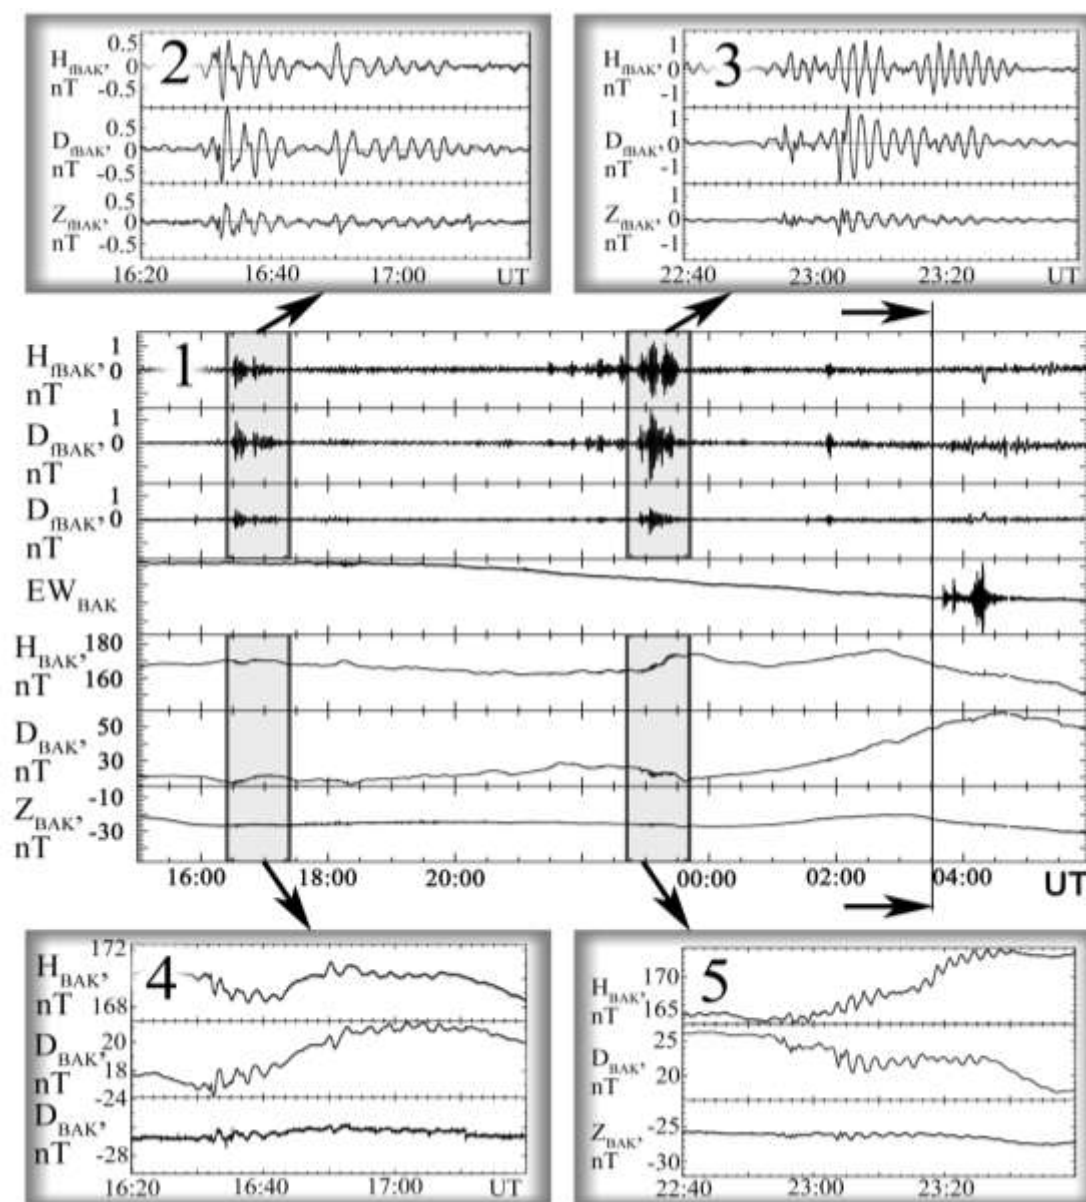 2
H_fBAK, nT
0.5
0
-0.5
D_fBAK, nT
0.5
0
-0.5
Z_fBAK, nT
0
-0.5
16:20 16:40 17:00 UT
3
H_fBAK, nT
1
0
-1
D_fBAK, nT
1
0
-1
Z_fBAK, nT
1
0
-1
22:40 23:00 23:20
1
H_fBAK, nT
1
0
D_fBAK, nT
1
0
D_fBAK, nT
1
0
EW_BAK
H_BAK, nT
180
160
D_BAK, nT
50
30
Z_BAK, nT
-10
-30
16:00 18:00 20:00 00:00 02:00 04:00 UT
4
H_BAK, nT
172
168
D_BAK, nT
20
18
D_BAK, nT
-24
-28
16:20 16:40 17:00 UT
5
H_BAK, nT
170
165
D_BAK, nT
25
20
Z_BAK, nT
-25
-30
22:40 23:00 23:20